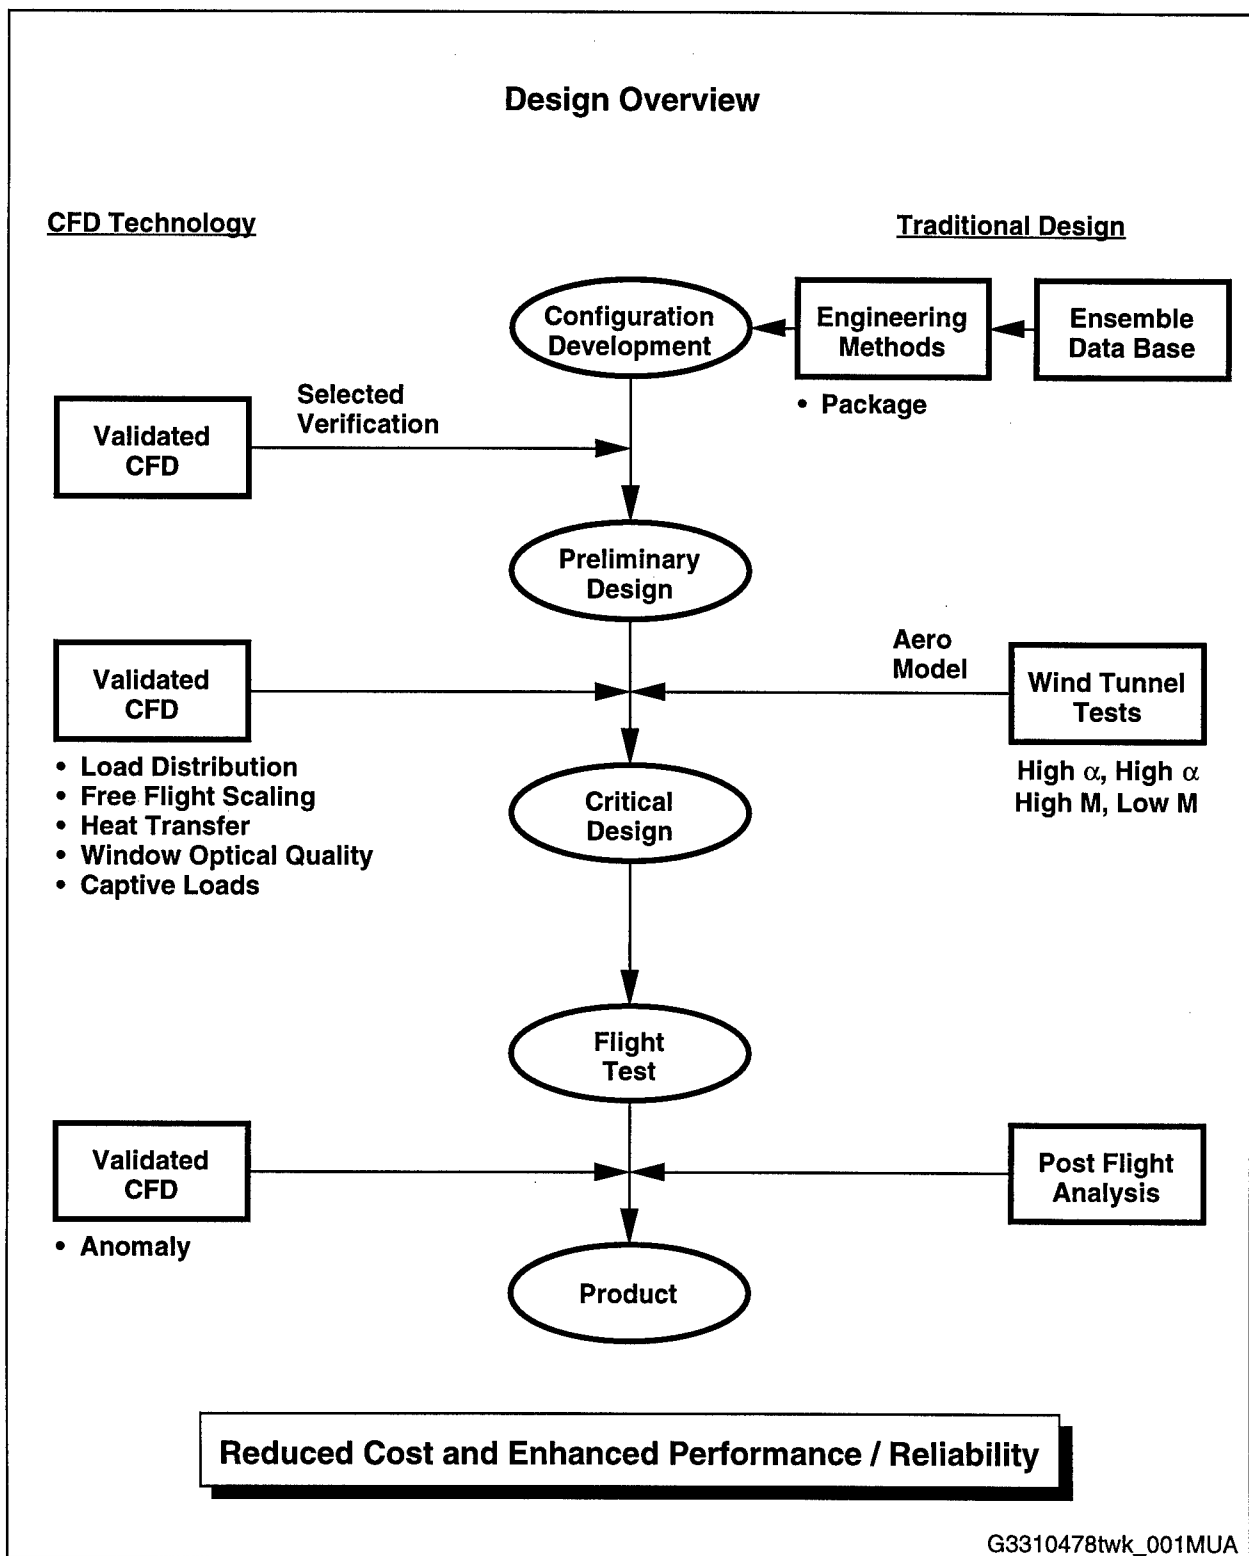 Design Overview
CFD Technology
Traditional Design
Configuration
Development
Engineering
Methods
Ensemble
Data Base
• Package
Selected
Verification
Validated
CFD
Preliminary
Design
Validated
CFD
Aero
Model
Wind Tunnel
Tests
• Load Distribution
• Free Flight Scaling
• Heat Transfer
• Window Optical Quality
• Captive Loads
High α, High α
High M, Low M
Critical
Design
Flight
Test
Validated
CFD
Post Flight
Analysis
• Anomaly
Product
Reduced Cost and Enhanced Performance / Reliability
G3310478twk_001MUA